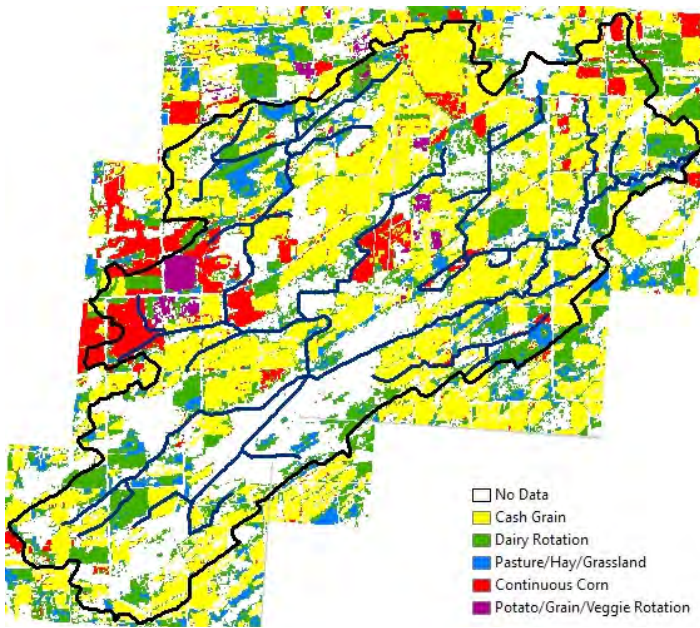 No Data
Cash Grain
Dairy Rotation
Pasture/Hay/Grassland
Continuous Corn
Potato/Grain/Veggie Rotation